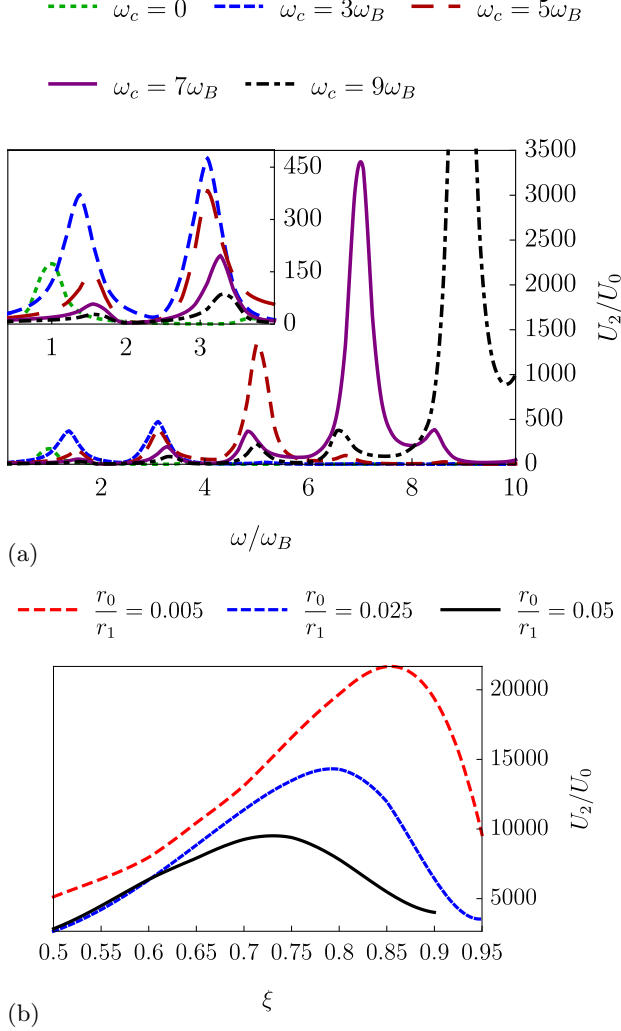 ω_c = 0 ω_c = 3ω_B ω_c = 5ω_B
ω_c = 7ω_B ω_c = 9ω_B
450
300
150
0
1 2 3
3500
3000
2500
2000
1500
1000
500
0
U_2/U_0
2 4 6 8 10
ω/ω_B
(a)
r_0/r_1 = 0.005 r_0/r_1 = 0.025 r_0/r_1 = 0.05
20000
15000
10000
5000
U_2/U_0
0.5 0.55 0.6 0.65 0.7 0.75 0.8 0.85 0.9 0.95
ξ
(b)